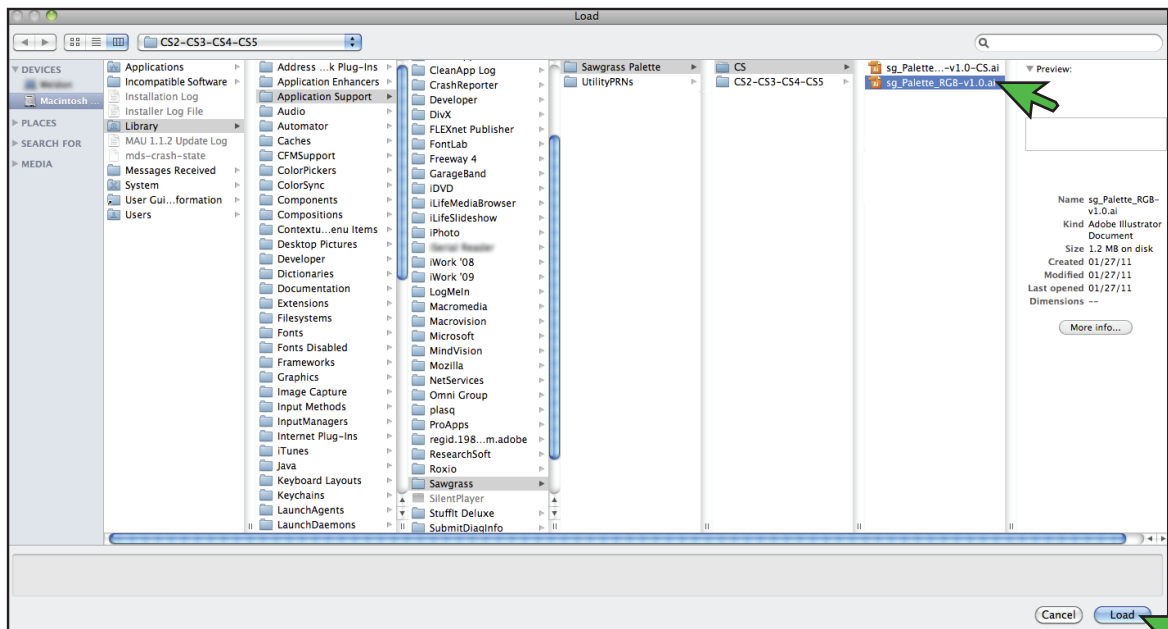 Load
CS2-CS3-CS4-CS5
DEVICES
Macintosh ...
PLACES
SEARCH FOR
MEDIA
Applications
Incompatible Software
Installation Log
Installer Log File
Library
MAU 1.1.2 Update Log
mds-crash-state
Messages Received
System
User Gui...formation
Users
Address ...k Plug-Ins
Application Enhancers
Application Support
Audio
Automator
Caches
CFMSupport
ColorPickers
ColorSync
Components
Compositions
Contextu...enu Items
Desktop Pictures
Developer
Dictionaries
Documentation
Extensions
Filesystems
Fonts
Fonts Disabled
Frameworks
Graphics
Image Capture
Input Methods
InputManagers
Internet Plug-Ins
iTunes
Java
Keyboard Layouts
Keychains
LaunchAgents
LaunchDaemons
CleanApp Log
CrashReporter
Developer
DivX
FLEXnet Publisher
FontLab
Freeway 4
GarageBand
iDVD
iLifeMediaBrowser
iLifeSlideshow
iPhoto
iWork '08
iWork '09
LogMeIn
Macromedia
Macrovision
Microsoft
MindVision
Mozilla
NetServices
Omni Group
plasq
ProApps
regid.198...m.adobe
ResearchSoft
Roxio
Sawgrass
SilentPlayer
StuffIt Deluxe
SubmitDiagInfo
Sawgrass Palette
UtilityPRNs
CS
CS2-CS3-CS4-CS5
sg_Palette...-v1.0-CS.ai
sg_Palette_RGB-v1.0.ai
Preview:
Name sg_Palette_RGB-
v1.0.ai
Kind Adobe Illustrator
Document
Size 1.2 MB on disk
Created 01/27/11
Modified 01/27/11
Last opened 01/27/11
Dimensions --
More info...
Cancel
Load